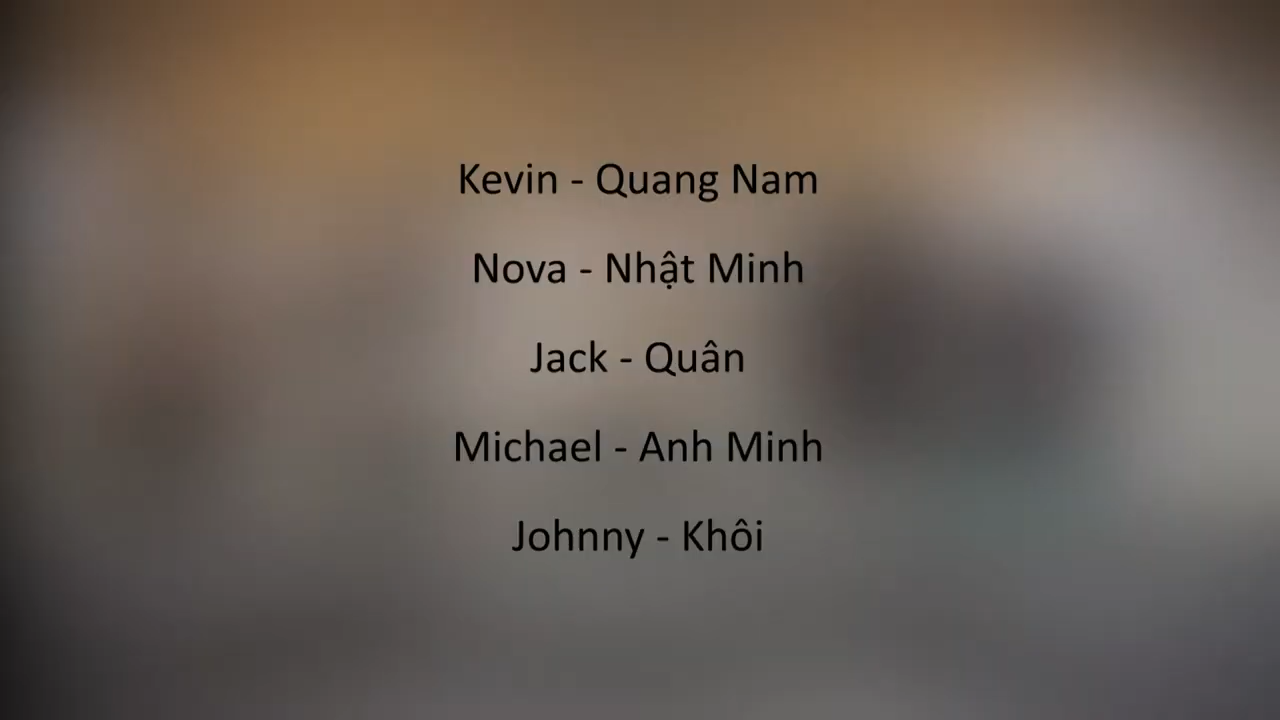 Kevin - Quang Nam
Nova - Nhật Minh
Jack - Quân
Michael - Anh Minh
Johnny - Khôi